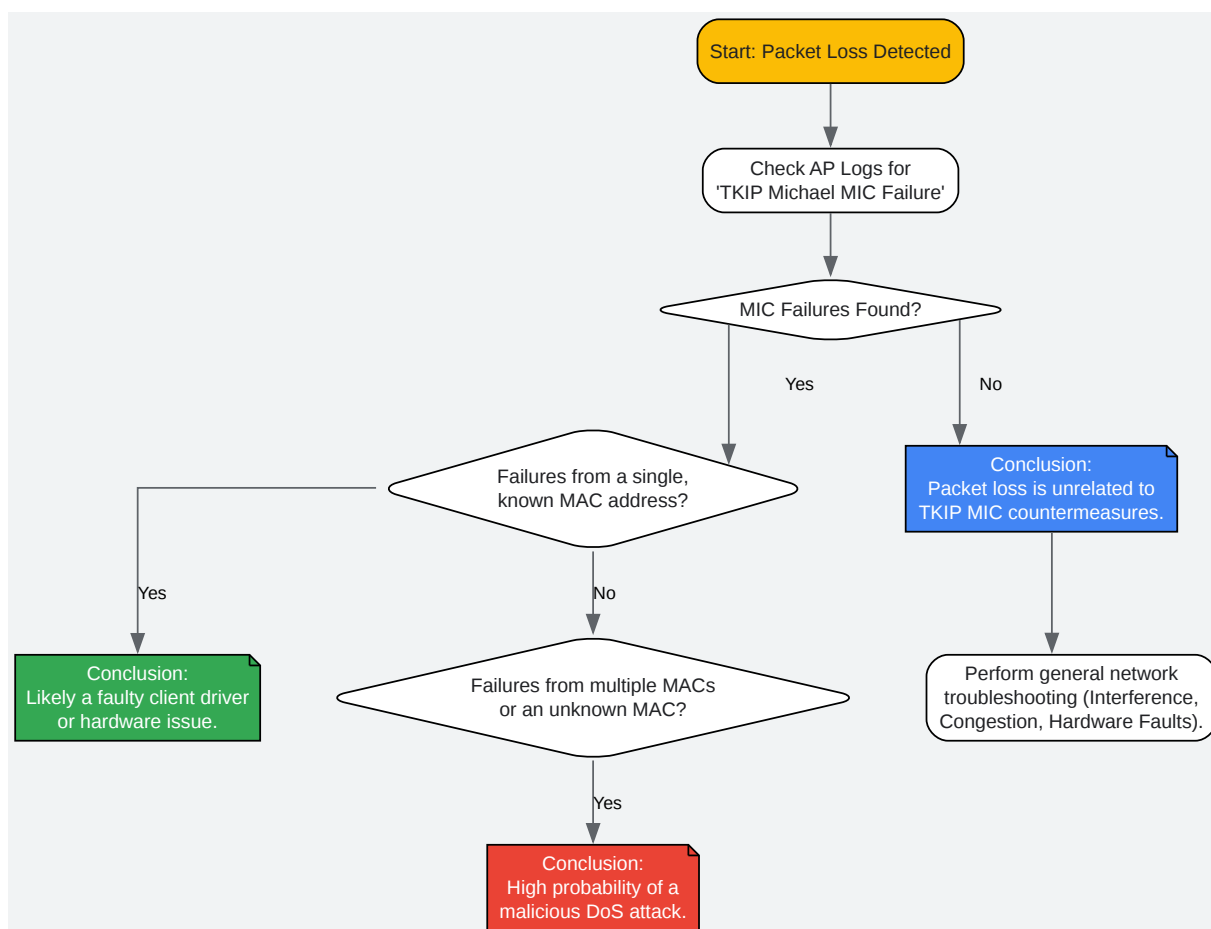 Start: Packet Loss Detected
Check AP Logs for
'TKIP Michael MIC Failure'
MIC Failures Found?
Yes
No
Failures from a single,
known MAC address?
Conclusion:
Packet loss is unrelated to
TKIP MIC countermeasures.
Yes
No
Conclusion:
Likely a faulty client driver
or hardware issue.
Failures from multiple MACs
or an unknown MAC?
Perform general network
troubleshooting (Interference,
Congestion, Hardware Faults).
Yes
Conclusion:
High probability of a
malicious DoS attack.